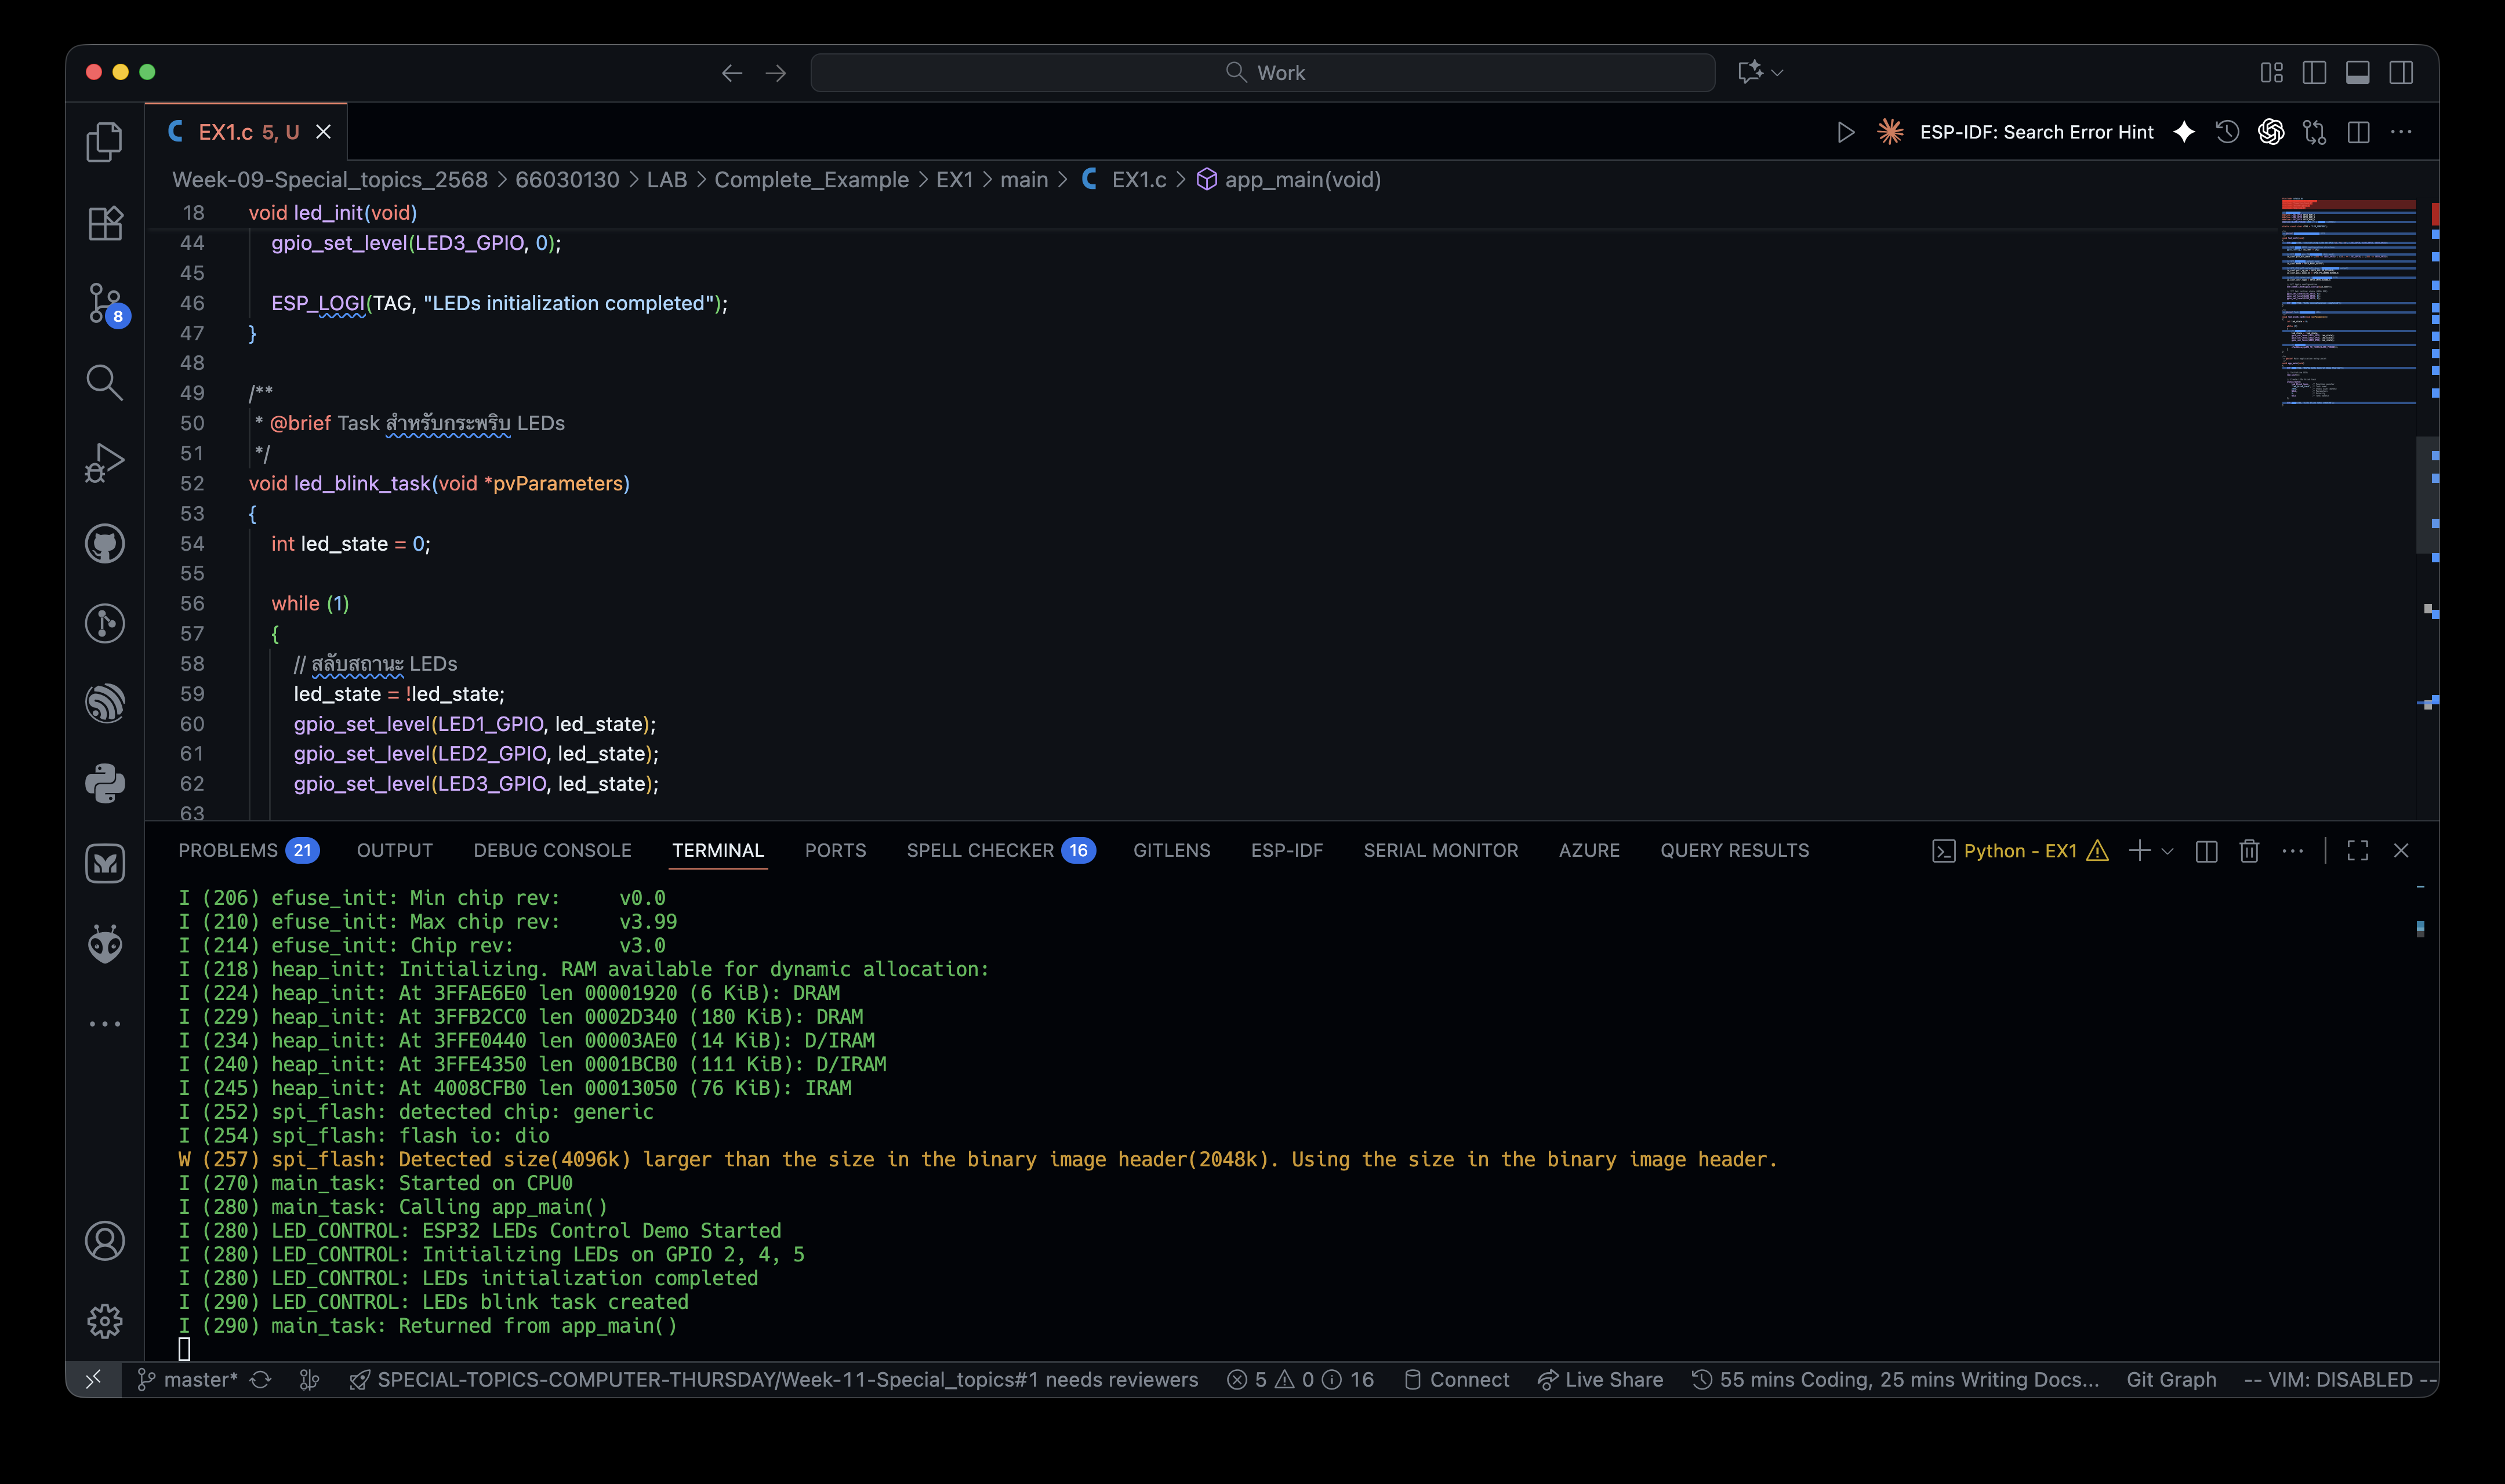 Work
EX1.c 5, U
ESP-IDF: Search Error Hint
Week-09-Special_topics_2568 > 66030130 > LAB > Complete_Example > EX1 > main > C EX1.c > app_main(void)
18 void led_init(void)
44 gpio_set_level(LED3_GPIO, 0);
45
46 ESP_LOGI(TAG, "LEDs initialization completed");
47 }
48
49 /**
50 * @brief Task สำหรับกระพริบ LEDs
51 */
52 void led_blink_task(void *pvParameters)
53 {
54 int led_state = 0;
55
56 while (1)
57 {
58 // สลับสถานะ LEDs
59 led_state = !led_state;
60 gpio_set_level(LED1_GPIO, led_state);
61 gpio_set_level(LED2_GPIO, led_state);
62 gpio_set_level(LED3_GPIO, led_state);
63
8
PROBLEMS 21 OUTPUT DEBUG CONSOLE TERMINAL PORTS SPELL CHECKER 16 GITLENS ESP-IDF SERIAL MONITOR AZURE QUERY RESULTS Python - EX1
I (206) efuse_init: Min chip rev: v0.0
I (210) efuse_init: Max chip rev: v3.99
I (214) efuse_init: Chip rev: v3.0
I (218) heap_init: Initializing. RAM available for dynamic allocation:
I (224) heap_init: At 3FFAE6E0 len 00001920 (6 KiB): DRAM
I (229) heap_init: At 3FFB2CC0 len 0002D340 (180 KiB): DRAM
I (234) heap_init: At 3FFE0440 len 00003AE0 (14 KiB): D/IRAM
I (240) heap_init: At 3FFE4350 len 0001BCB0 (111 KiB): D/IRAM
I (245) heap_init: At 4008CFB0 len 00013050 (76 KiB): IRAM
I (252) spi_flash: detected chip: generic
I (254) spi_flash: flash io: dio
W (257) spi_flash: Detected size(4096k) larger than the size in the binary image header(2048k). Using the size in the binary image header.
I (270) main_task: Started on CPU0
I (280) main_task: Calling app_main()
I (280) LED_CONTROL: ESP32 LEDs Control Demo Started
I (280) LED_CONTROL: Initializing LEDs on GPIO 2, 4, 5
I (280) LED_CONTROL: LEDs initialization completed
I (290) LED_CONTROL: LEDs blink task created
I (290) main_task: Returned from app_main()
master* SPECIAL-TOPICS-COMPUTER-THURSDAY/Week-11-Special_topics#1 needs reviewers 5 0 16 Connect Live Share 55 mins Coding, 25 mins Writing Docs... Git Graph -- VIM: DISABLED --